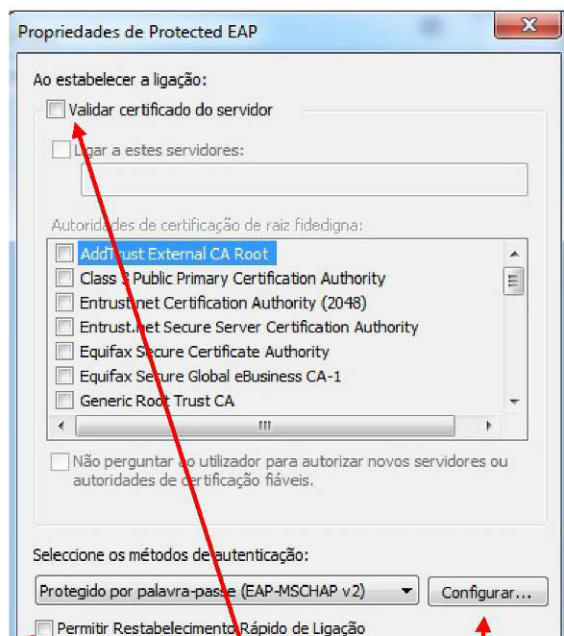 Propriedades de Protected EAP
Ao estabelecer a ligação:
Validar certificado do servidor
Ligar a estes servidores:
Autoridades de certificação de raiz fidedigna:
AddTrust External CA Root
Class 3 Public Primary Certification Authority
Entrust.net Certification Authority (2048)
Entrust.net Secure Server Certification Authority
Equifax Secure Certificate Authority
Equifax Secure Global eBusiness CA-1
Generic Root Trust CA
Não perguntar ao utilizador para autorizar novos servidores ou
autoridades de certificação fiáveis.
Seleccione os métodos de autenticação:
Protegido por palavra-passe (EAP-MSCHAP v2)
Configurar...
Permitir Restabelecimento Rápido de Ligação